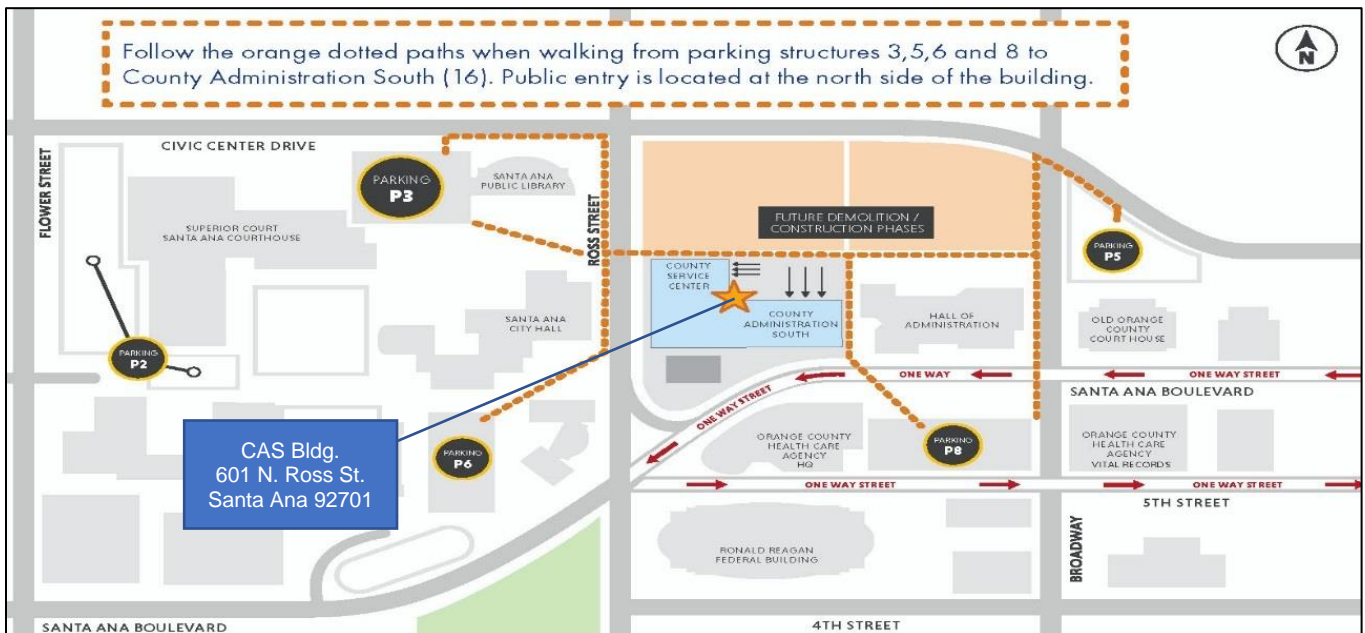 Follow the orange dotted paths when walking from parking structures 3,5,6 and 8 to
County Administration South (16). Public entry is located at the north side of the building.
N
CIVIC CENTER DRIVE
FLOWER STREET
PARKING
P3
SANTA ANA
PUBLIC LIBRARY
ROSS STREET
SUPERIOR COURT
SANTA ANA COURTHOUSE
FUTURE DEMOLITION /
CONSTRUCTION PHASES
PARKING
P5
COUNTY
SERVICE
CENTER
COUNTY
ADMINISTRATION
SOUTH
HALL OF
ADMINISTRATION
OLD ORANGE
COUNTY
COURT HOUSE
SANTA ANA
CITY HALL
PARKING
P2
ONE WAY
ONE WAY STREET
SANTA ANA BOULEVARD
ONE WAY STREET
CAS Bldg.
601 N. Ross St.
Santa Ana 92701
PARKING
P6
ORANGE COUNTY
HEALTH CARE
AGENCY
HQ
PARKING
P8
ORANGE COUNTY
HEALTH CARE
AGENCY
VITAL RECORDS
ONE WAY STREET
ONE WAY STREET
5TH STREET
RONALD REAGAN
FEDERAL BUILDING
BROADWAY
SANTA ANA BOULEVARD
4TH STREET